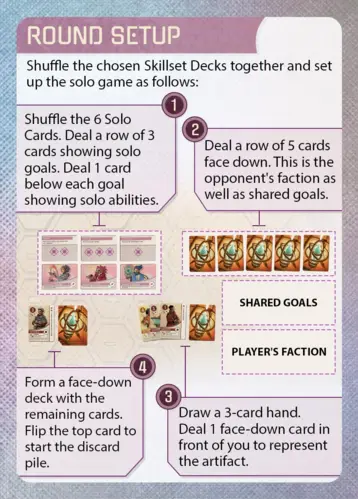 ROUND SETUP
Shuffle the chosen Skillset Decks together and set
up the solo game as follows:
1
Shuffle the 6 Solo
Cards. Deal a row of 3
cards showing solo
goals. Deal 1 card
below each goal
showing solo abilities.
2
Deal a row of 5 cards
face down. This is the
opponent's faction as
well as shared goals.
SHARED GOALS
PLAYER'S FACTION
4
Form a face-down
deck with the
remaining cards.
Flip the top card to
start the discard
pile.
3
Draw a 3-card hand.
Deal 1 face-down card in
front of you to represent
the artifact.